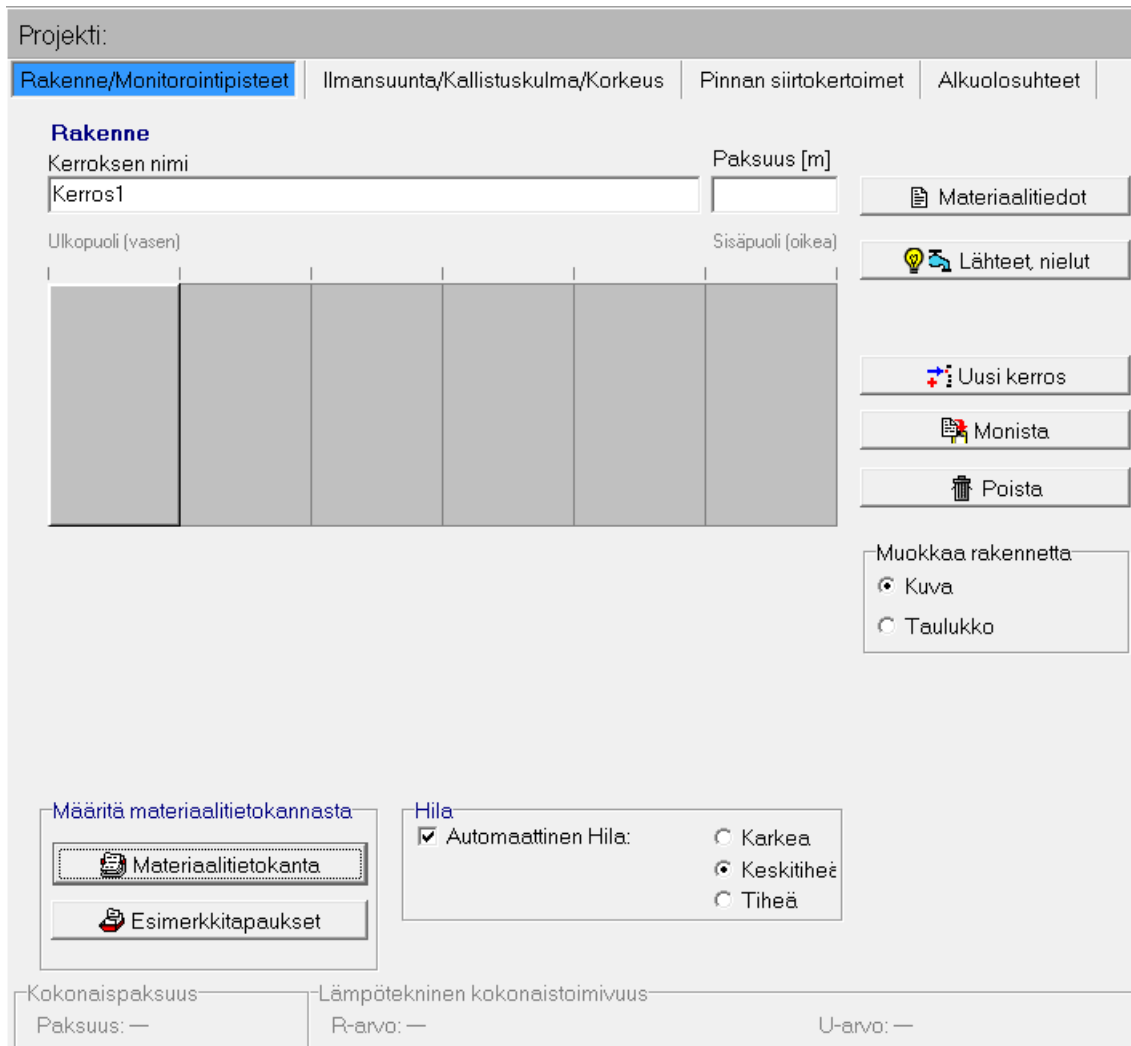 Projekti:
Rakenne/Monitorointipisteet Ilmansuunta/Kallistuskulma/Korkeus Pinnan siirtokertoimet Alkuolosuhteet
Rakenne
Kerroksen nimi Paksuus [m]
Kerros1
Materiaalitiedot
Ulkopuoli (vasen) Sisäpuoli (oikea)
Lähteet, nielut
Uusi kerros
Monista
Poista
Muokkaa rakennetta
Kuva
Taulukko
Määritä materiaalitietokannasta
Materiaalitietokanta
Esimerkkitapaukset
Hila
Automaattinen Hila:
Karkea
Keskitiheä
Tiheä
Kokonaispaksuus Lämpötekninen kokonaistoimivuus
Paksuus: — R-arvo: — U-arvo: —